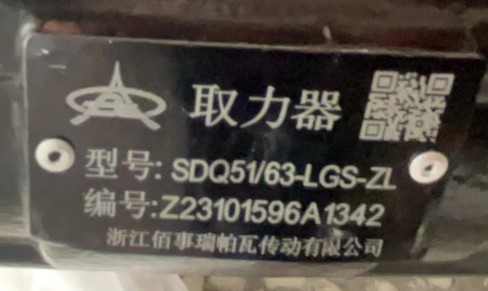 取力器
型号: SDQ51/63-LGS-ZL
编号:Z23101596A1342
浙江佰事瑞帕瓦传动有限公司